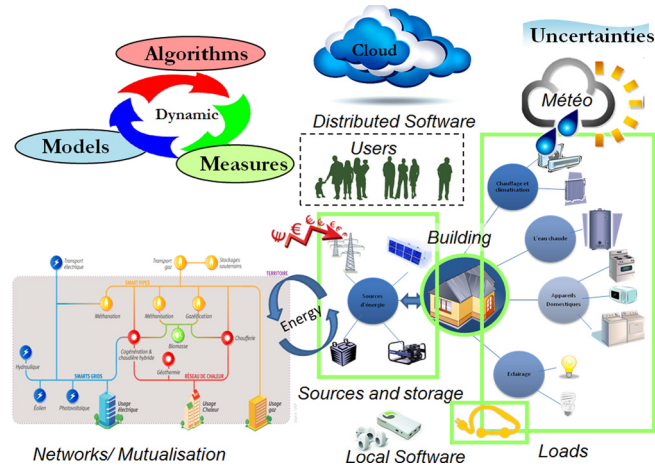 Algorithms
Dynamic
Models
Measures
Cloud
Distributed Software
Users
Uncertainties
Météo
Chauffage et
climatisation
L'eau chaude
Appareils
Domestiques
Eclairage
Building
Sources
d'énergie
Energy
Sources and storage
Local Software
Loads
Transport
électrique
Transport
gaz
Stockages
souterrains
TERRITOIRE
SMART PIPES
Méthanation
Méthanisation
Gazéification
Biomasse
Cogénération &
chaudière hybride
Chaufferie
Géothermie
Hydraulique
SMARTS GRIDS
RÉSEAU DE CHALEUR
Éolien
Photovoltaïque
Usage
électrique
Usage
Chaleur
Usage
gaz
Networks/ Mutualisation